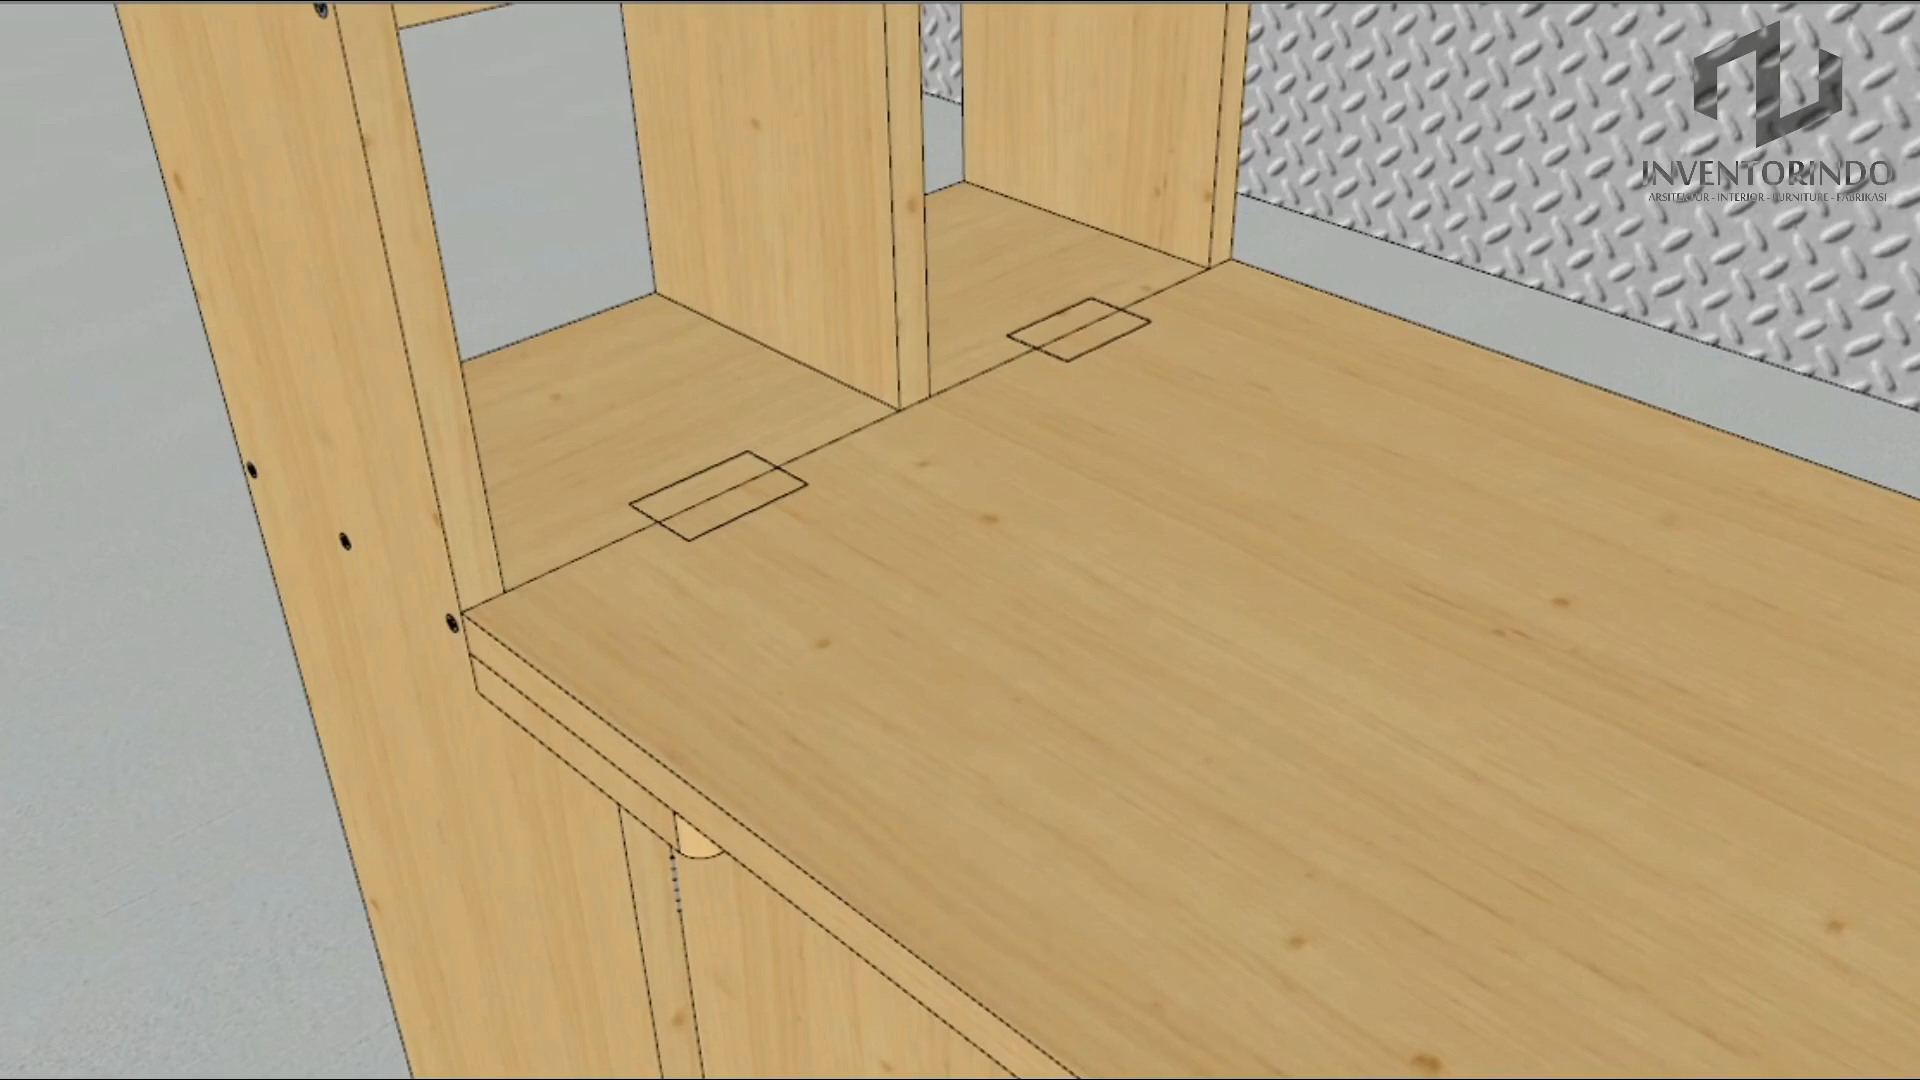 INVENTORINDO
ARSITEKTUR - INTERIOR - FURNITURE - FABRIKASI